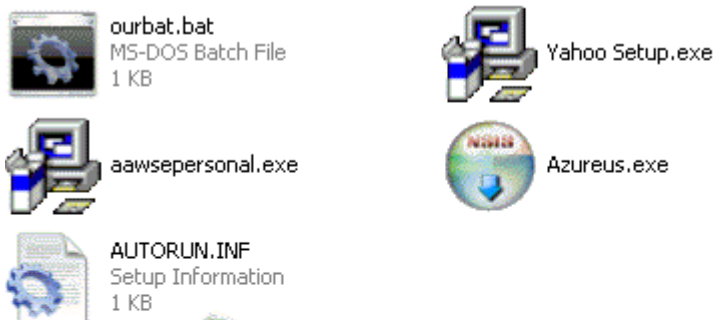 ourbat.bat
MS-DOS Batch File
1 KB
Yahoo Setup.exe
aawsepersonal.exe
NSIS
Azureus.exe
AUTORUN.INF
Setup Information
1 KB